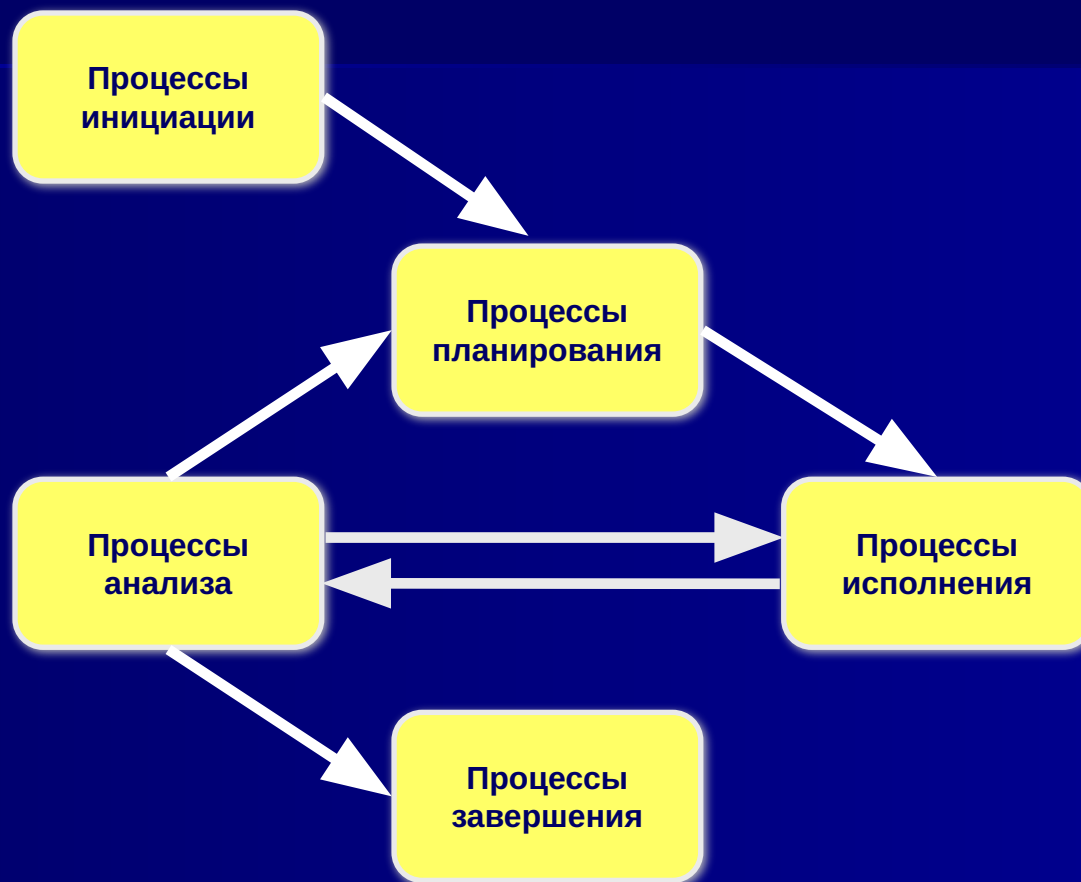 Процессы
инициации
Процессы
планирования
Процессы
анализа
Процессы
исполнения
Процессы
завершения